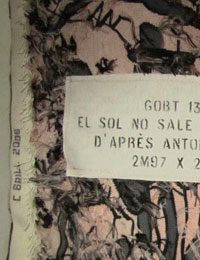 GOBT 13
EL SOL NO SALE
D'APRÈS ANTO
2M97 X 2
C BRILL 2006